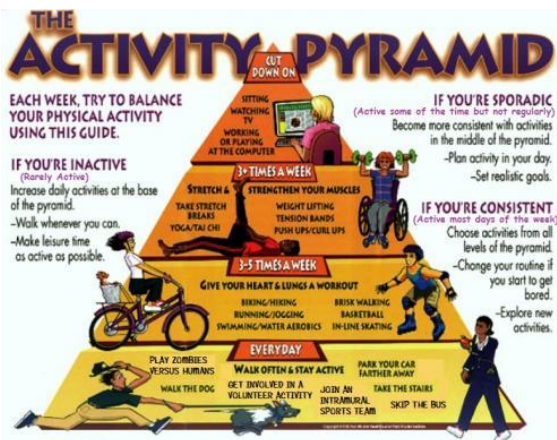 THE
ACTIVITY PYRAMID
EACH WEEK, TRY TO BALANCE
YOUR PHYSICAL ACTIVITY
USING THIS GUIDE.
IF YOU'RE INACTIVE
(Rarely Active)
Increase daily activities at the base
of the pyramid.
-Walk whenever you can.
-Make leisure time
as active as possible.
IF YOU'RE SPORADIC
(Active some of the time but not regularly)
Become more consistent with activities
in the middle of the pyramid.
-Plan activity in your day.
-Set realistic goals.
IF YOU'RE CONSISTENT
(Active most days of the week)
Choose activities from all
levels of the pyramid.
-Change your routine if
you start to get
bored.
-Explore new
activities.
CUT
DOWN ON
SITTING
WATCHING
TV
WORKING
OR PLAYING
AT THE COMPUTER
3+ TIMES A WEEK
STRETCH & STRENGTHEN YOUR MUSCLES
TAKE STRETCH
BREAKS
YOGA/TAI CHI
WEIGHT LIFTING
TENSION BANDS
PUSH UPS/CURL UPS
3-5 TIMES A WEEK
GIVE YOUR HEART & LUNGS A WORKOUT
BIKING/HIKING
RUNNING/JOGGING
SWIMMING/WATER AEROBICS
BRISK WALKING
BASKETBALL
IN-LINE SKATING
EVERYDAY
WALK OFTEN & STAY ACTIVE
PLAY ZOMBIES
VERSUS HUMANS
WALK THE DOG
GET INVOLVED IN A
VOLUNTEER ACTIVITY
JOIN AN
INTRAMURAL
SPORTS TEAM
PARK YOUR CAR
FARTHER AWAY
TAKE THE STAIRS
SKIP THE BUS